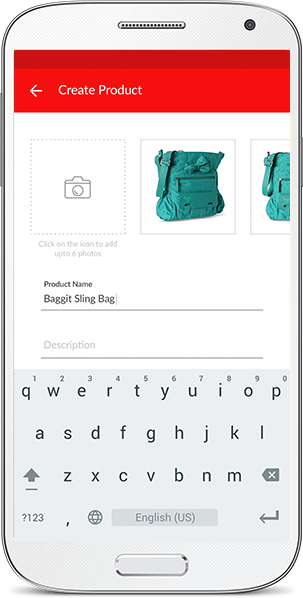 Create Product
Click on the icon to add
upto 6 photos
Product Name
Baggit Sling Bag
Description
1 2 3 4 5 6 7 8 9 0
q w e r t y u i o p
a s d f g h j k l
z x c v b n m
?123 , English (US)